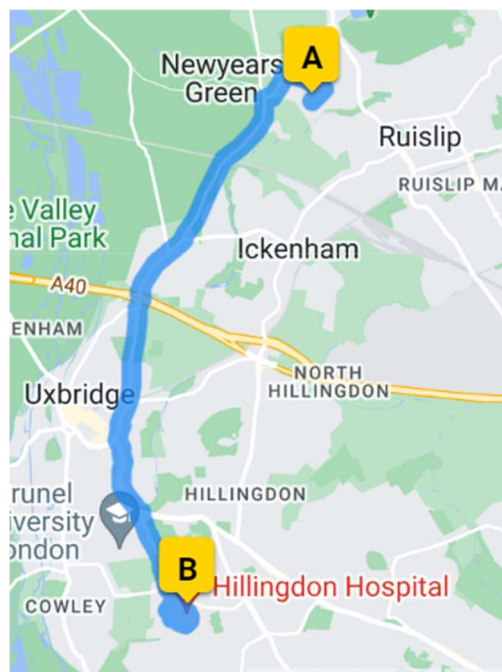 A
Newyears
Green
Ruislip
RUISLIP MA
e Valley
nal Park
Ickenham
A40
ENHAM
NORTH
HILLINGDON
Uxbridge
HILLINGDON
runel
iversity
ondon
B
Hillingdon Hospital
COWLEY